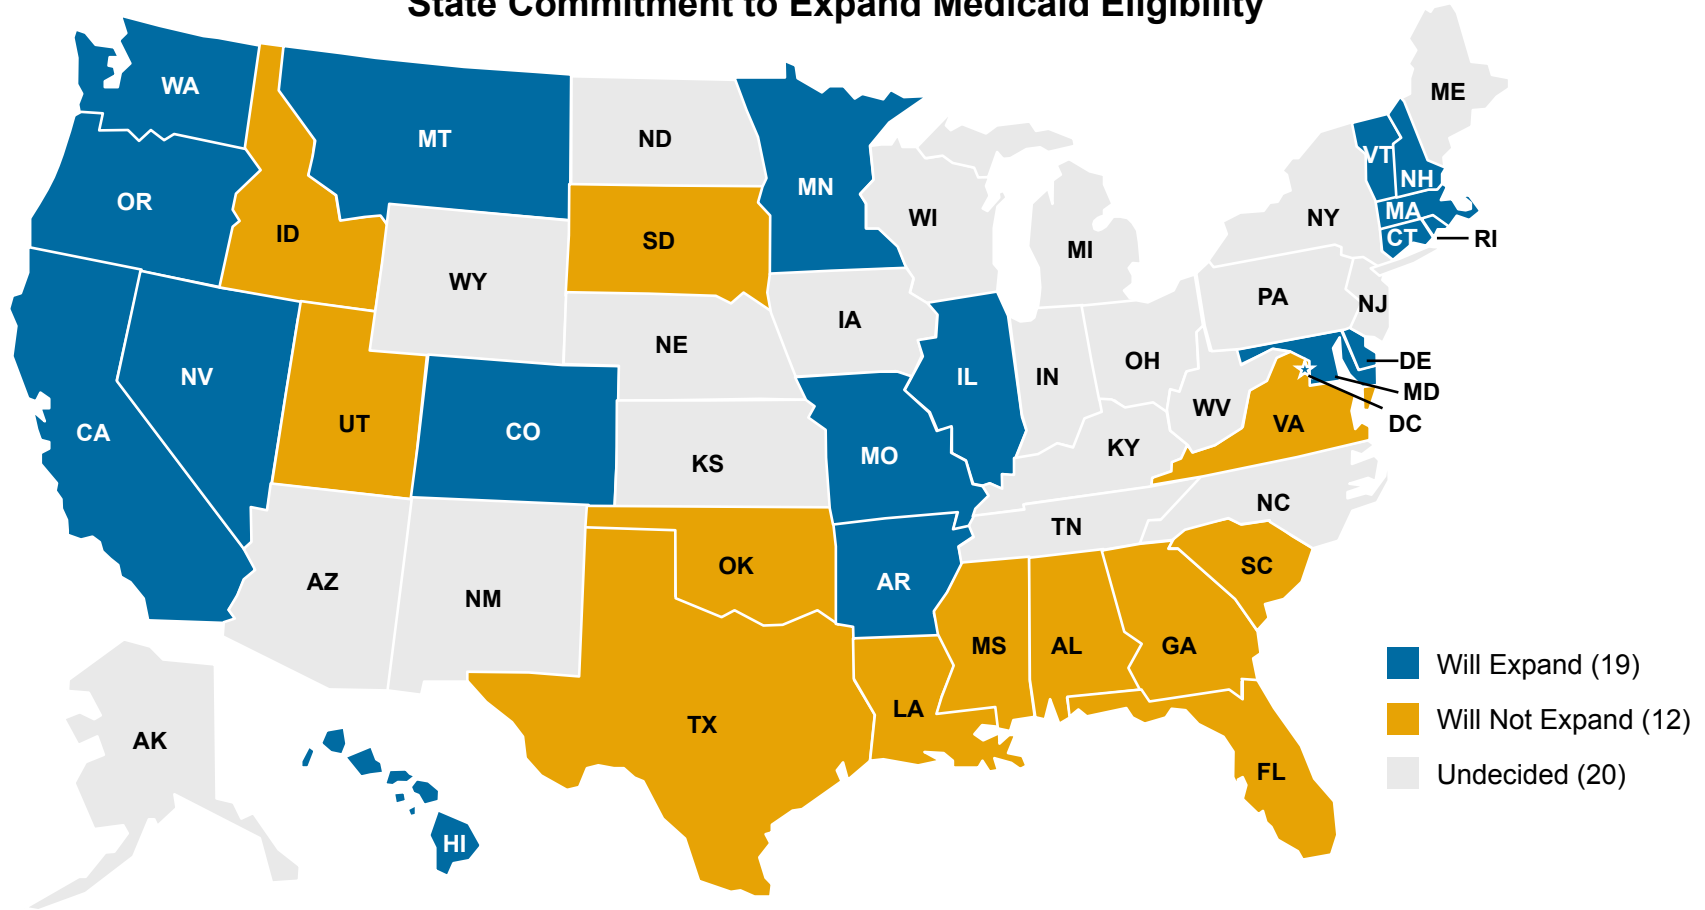 State Commitment to Expand Medicaid Eligibility
WA
MT
ND
MN
ME
VT
NH
OR
ID
SD
WI
MI
NY
MA
CT
RI
WY
IA
PA
NJ
NE
NV
CO
IL
IN
OH
DE
MD
DC
CA
UT
KS
MO
KY
WV
VA
AZ
NM
OK
AR
TN
NC
SC
MS
AL
GA
TX
LA
FL
AK
HI
Will Expand (19)
Will Not Expand (12)
Undecided (20)